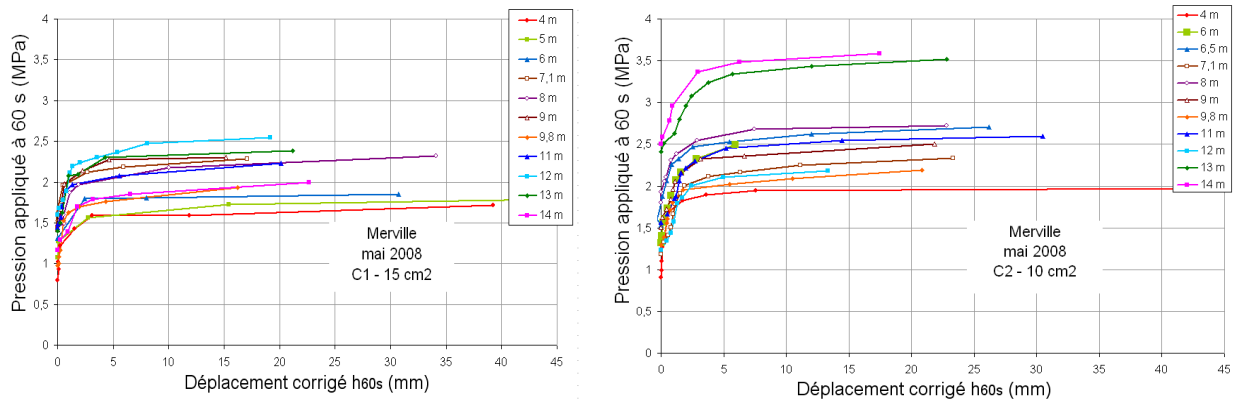 Pression appliqué à 60 s (MPa)
4
3,5
3
2,5
2
1,5
1
0,5
0
0
5
10
15
20
25
30
35
40
45
Déplacement corrigé h60s (mm)
Merville
mai 2008
C1 - 15 cm2
4 m
5 m
6 m
7,1 m
8 m
9 m
9,8 m
11 m
12 m
13 m
14 m
Pression appliqué à 60 s (MPa)
4
3,5
3
2,5
2
1,5
1
0,5
0
0
5
10
15
20
25
30
35
40
45
Déplacement corrigé h60s (mm)
Merville
mai 2008
C2 - 10 cm2
4 m
6 m
6,5 m
7,1 m
8 m
9 m
9,8 m
11 m
12 m
13 m
14 m